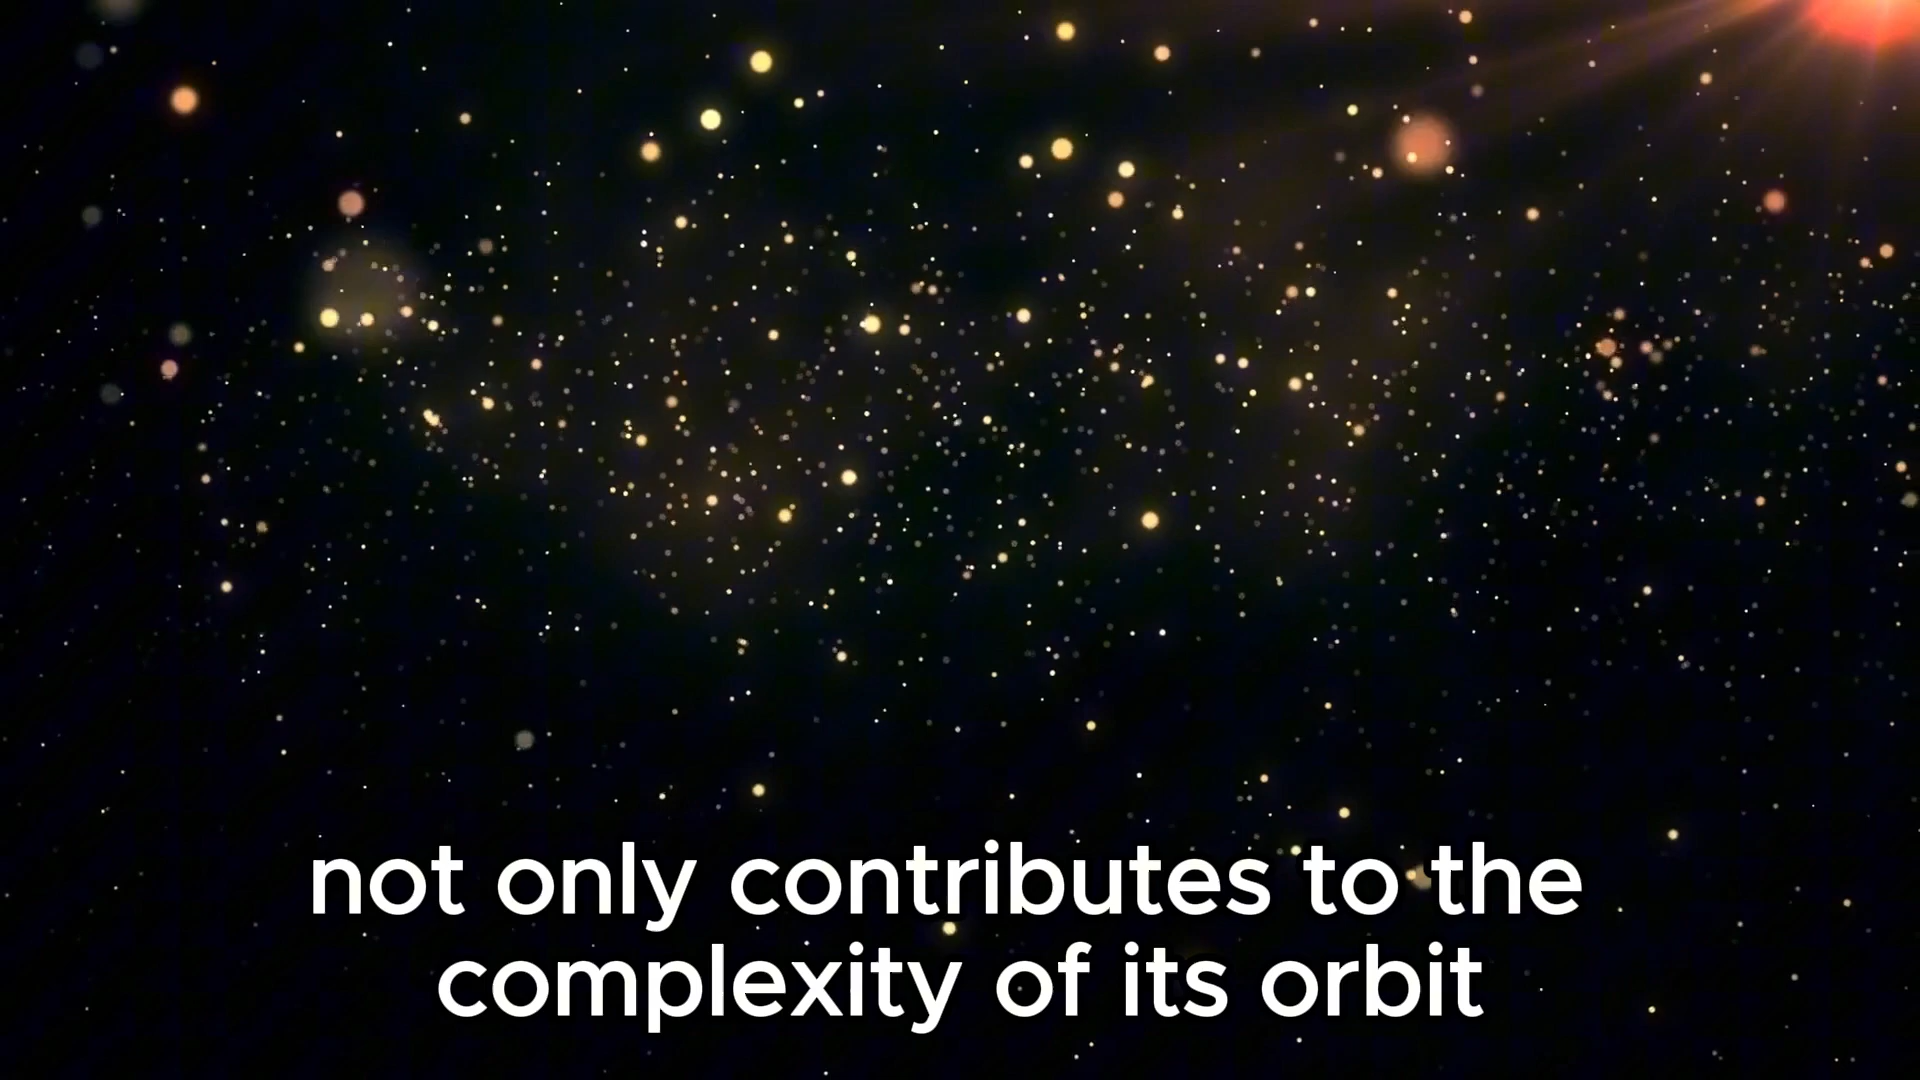 not only contributes to the
complexity of its orbit